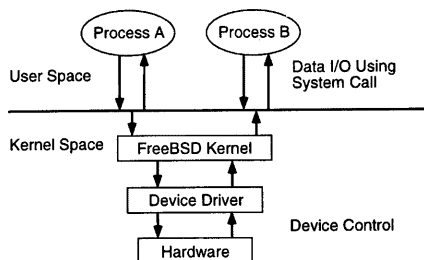 Process A
Process B
User Space
Data I/O Using
System Call
Kernel Space
FreeBSD Kernel
Device Driver
Device Control
Hardware